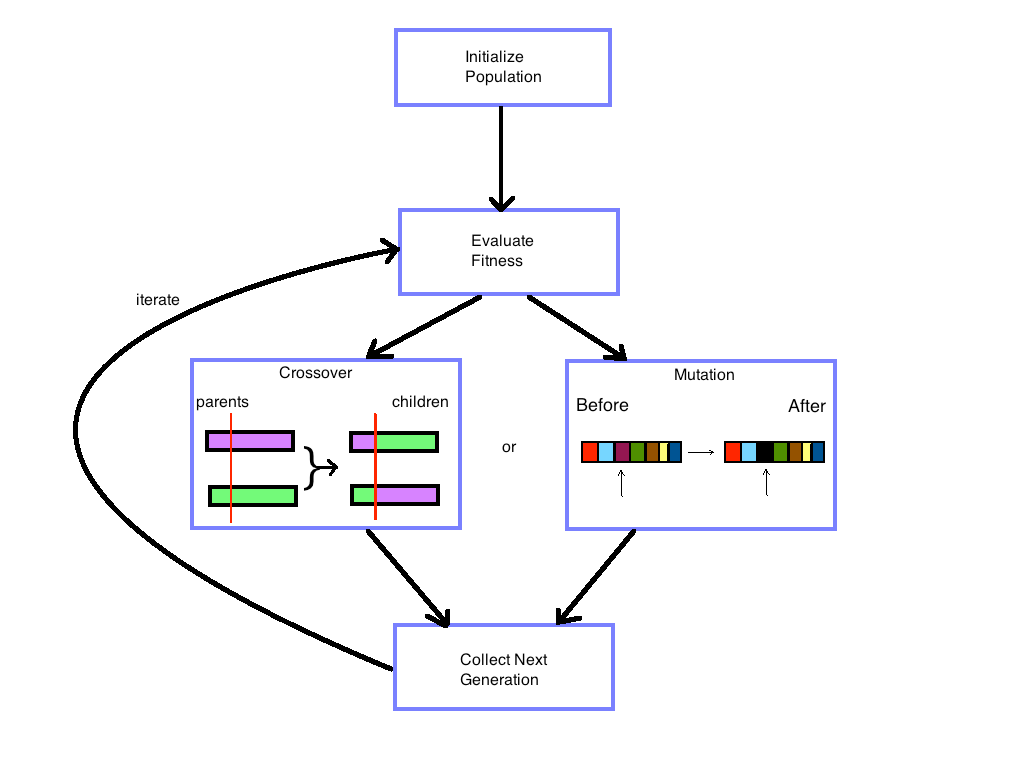 Initialize
Population
Evaluate
Fitness
iterate
Crossover
parents
children
or
Mutation
Before
After
Collect Next
Generation